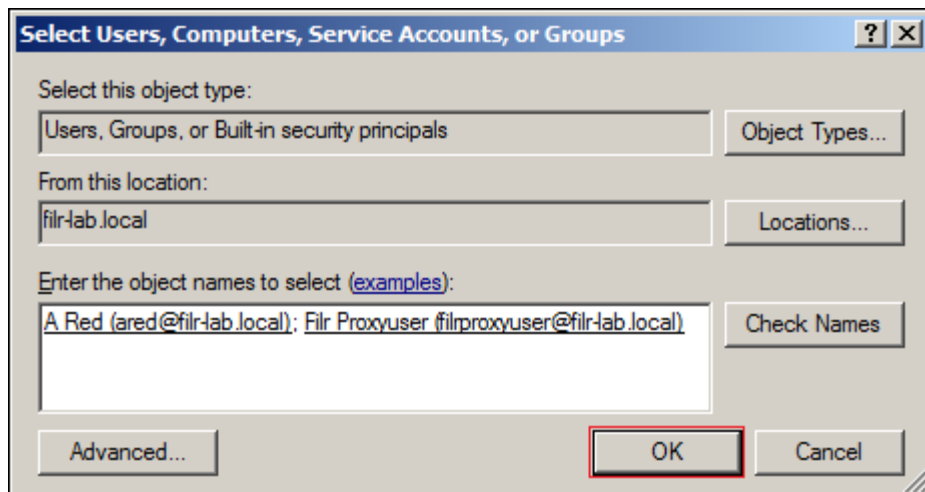 Select Users, Computers, Service Accounts, or Groups
Select this object type:
Users, Groups, or Built-in security principals
Object Types...
From this location:
filr-lab.local
Locations...
Enter the object names to select (examples):
A Red (ared@filr-lab.local); Filr Proxyuser (filrproxyuser@filr-lab.local)
Check Names
Advanced...
OK
Cancel